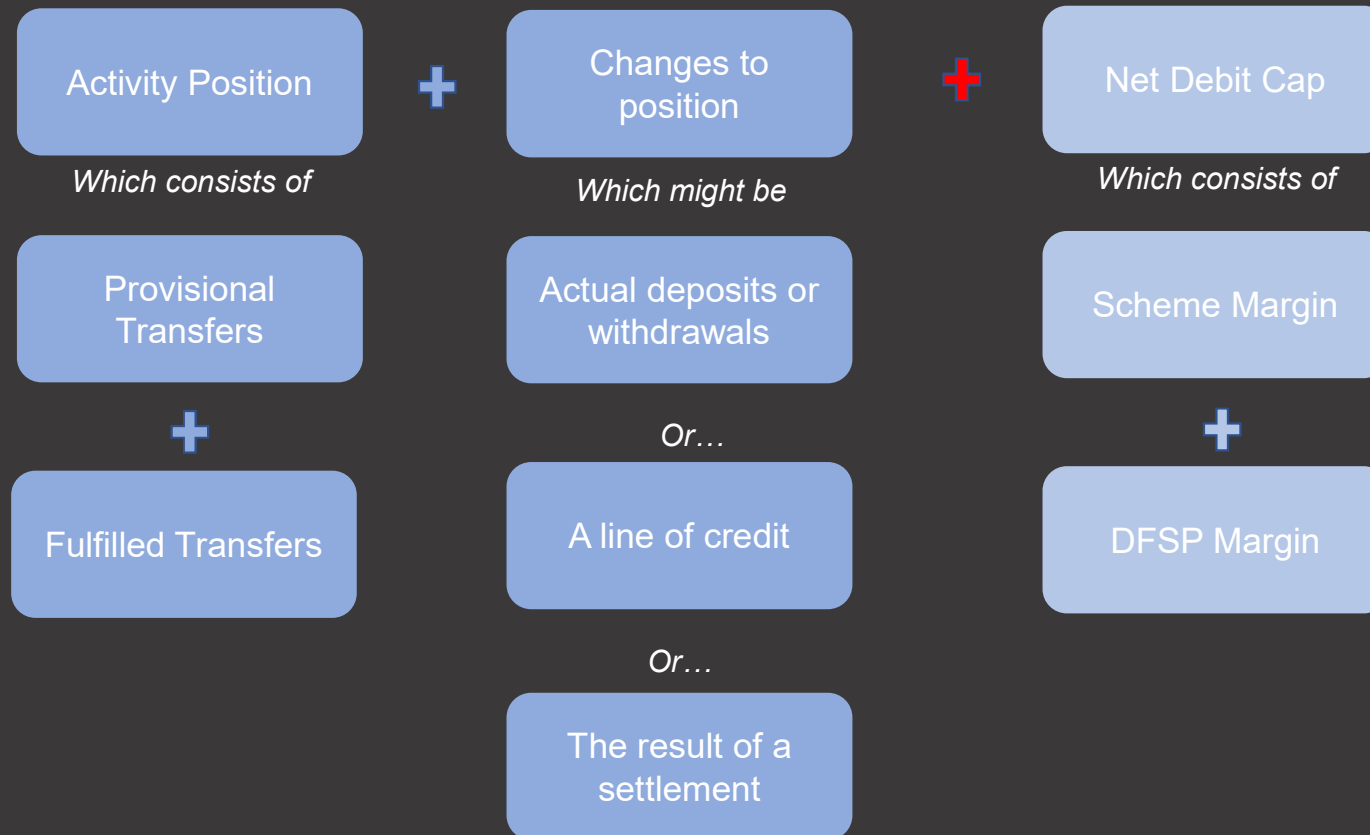 Activity Position
Which consists of
Provisional
Transfers
Fulfilled Transfers
Changes to
position
Which might be
Actual deposits or
withdrawals
Or…
A line of credit
Or…
The result of a
settlement
Net Debit Cap
Which consists of
Scheme Margin
DFSP Margin